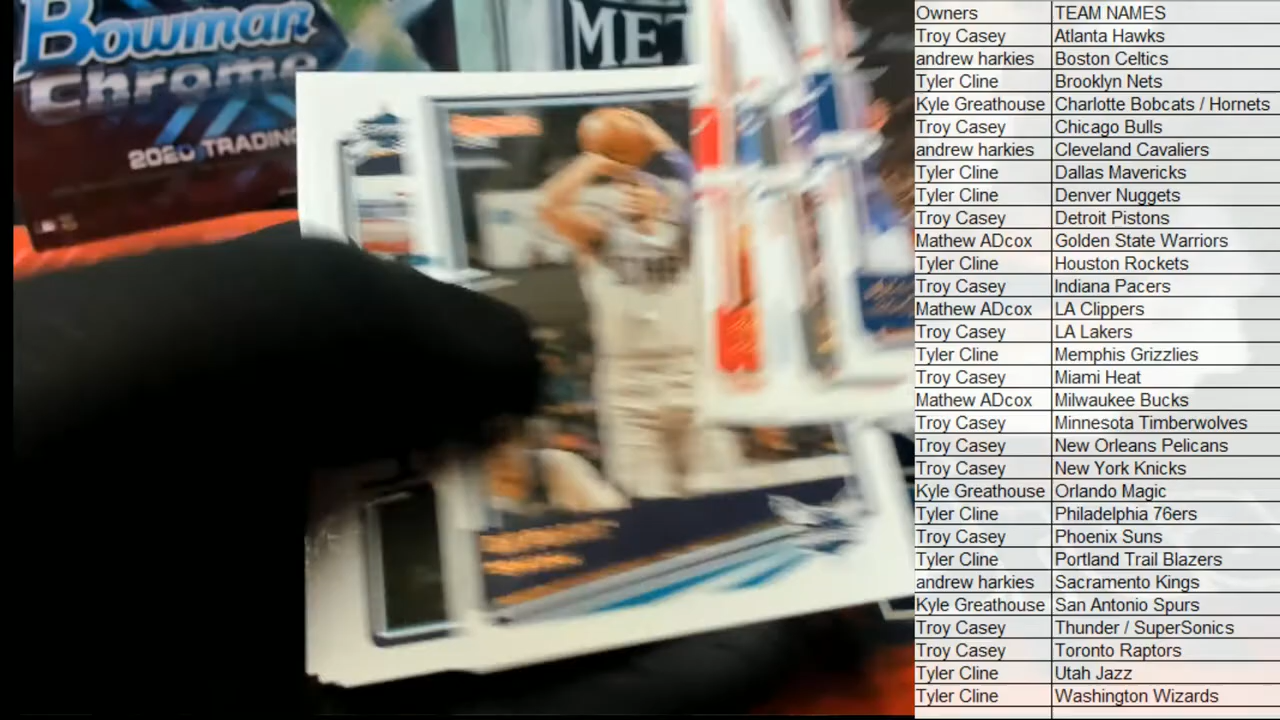 Bowman
Chrome
2020 TRADING
MET
Owners TEAM NAMES
Troy Casey Atlanta Hawks
andrew harkies Boston Celtics
Tyler Cline Brooklyn Nets
Kyle Greathouse Charlotte Bobcats / Hornets
Troy Casey Chicago Bulls
andrew harkies Cleveland Cavaliers
Tyler Cline Dallas Mavericks
Tyler Cline Denver Nuggets
Troy Casey Detroit Pistons
Mathew ADcox Golden State Warriors
Tyler Cline Houston Rockets
Troy Casey Indiana Pacers
Mathew ADcox LA Clippers
Troy Casey LA Lakers
Tyler Cline Memphis Grizzlies
Troy Casey Miami Heat
Mathew ADcox Milwaukee Bucks
Troy Casey Minnesota Timberwolves
Troy Casey New Orleans Pelicans
Troy Casey New York Knicks
Kyle Greathouse Orlando Magic
Tyler Cline Philadelphia 76ers
Troy Casey Phoenix Suns
Tyler Cline Portland Trail Blazers
andrew harkies Sacramento Kings
Kyle Greathouse San Antonio Spurs
Troy Casey Thunder / SuperSonics
Troy Casey Toronto Raptors
Tyler Cline Utah Jazz
Tyler Cline Washington Wizards